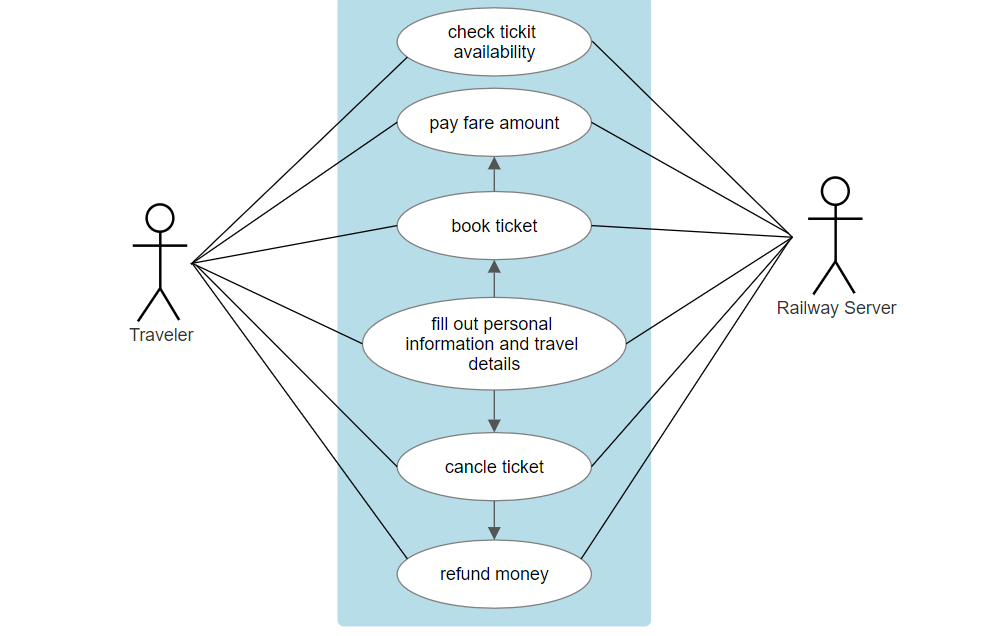 check tickit
availability
pay fare amount
book ticket
fill out personal
information and travel
details
cancle ticket
refund money
Traveler
Railway Server